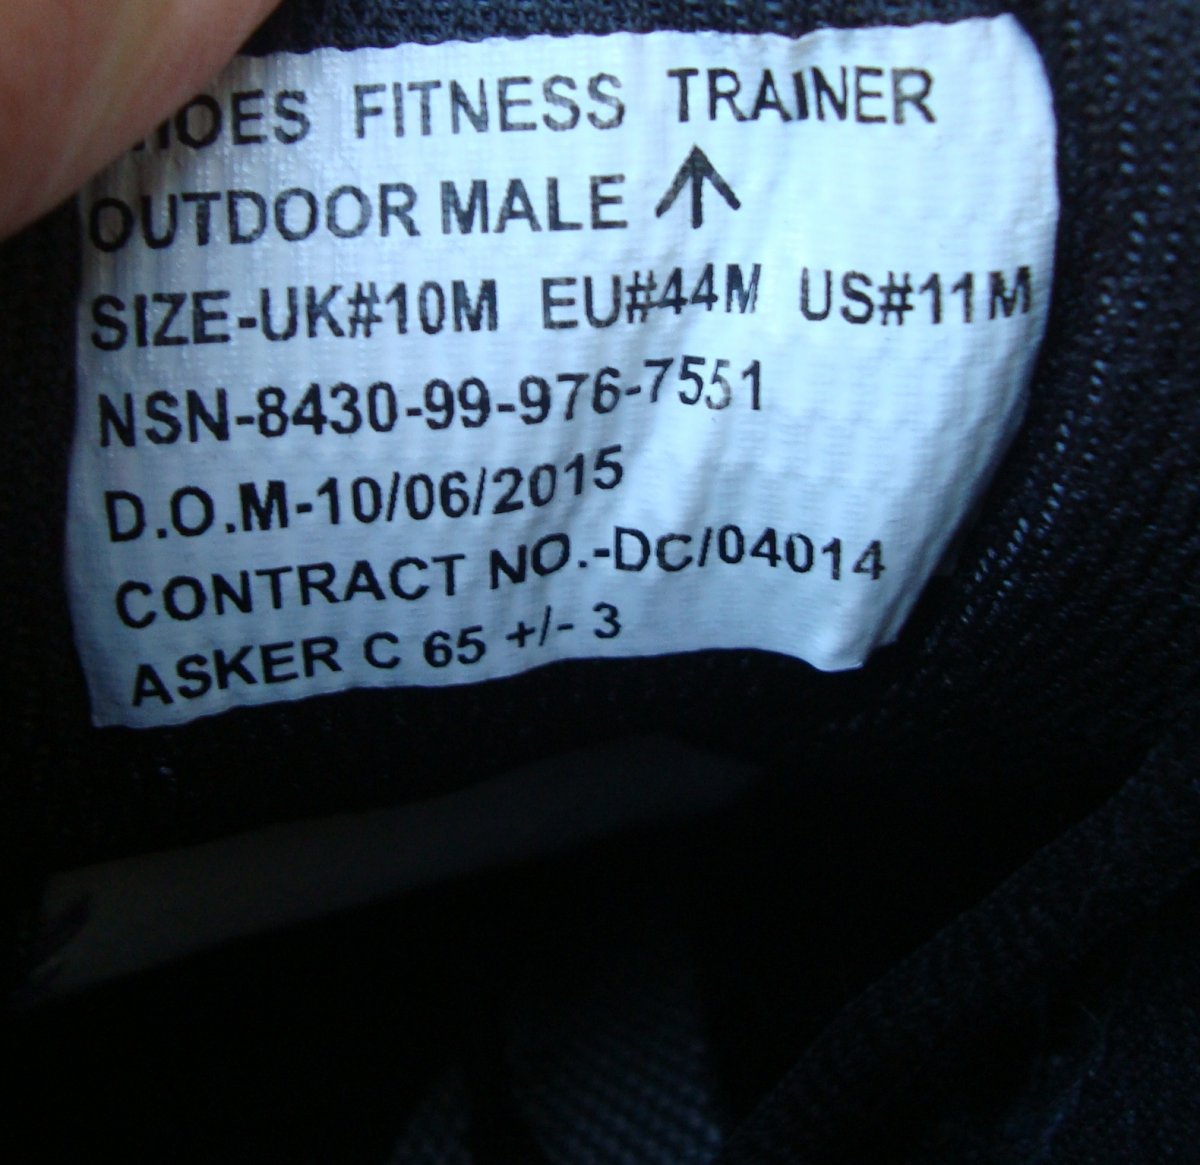 SHOES FITNESS TRAINER
OUTDOOR MALE ↑
SIZE-UK#10M EU#44M US#11M
NSN-8430-99-976-7551
D.O.M-10/06/2015
CONTRACT NO.-DC/04014
ASKER C 65 +/- 3